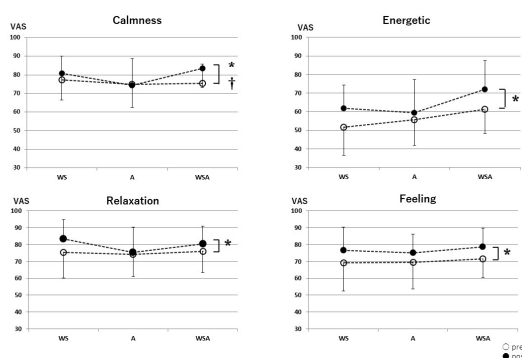 Calmness
VAS
100
90
80
70
60
50
40
30
*
†
WS
A
WSA
Energetic
VAS
100
90
80
70
60
50
40
30
*
WS
A
WSA
Relaxation
VAS
100
90
80
70
60
50
40
30
*
WS
A
WSA
Feeling
VAS
100
90
80
70
60
50
40
30
*
WS
A
WSA
○ pre